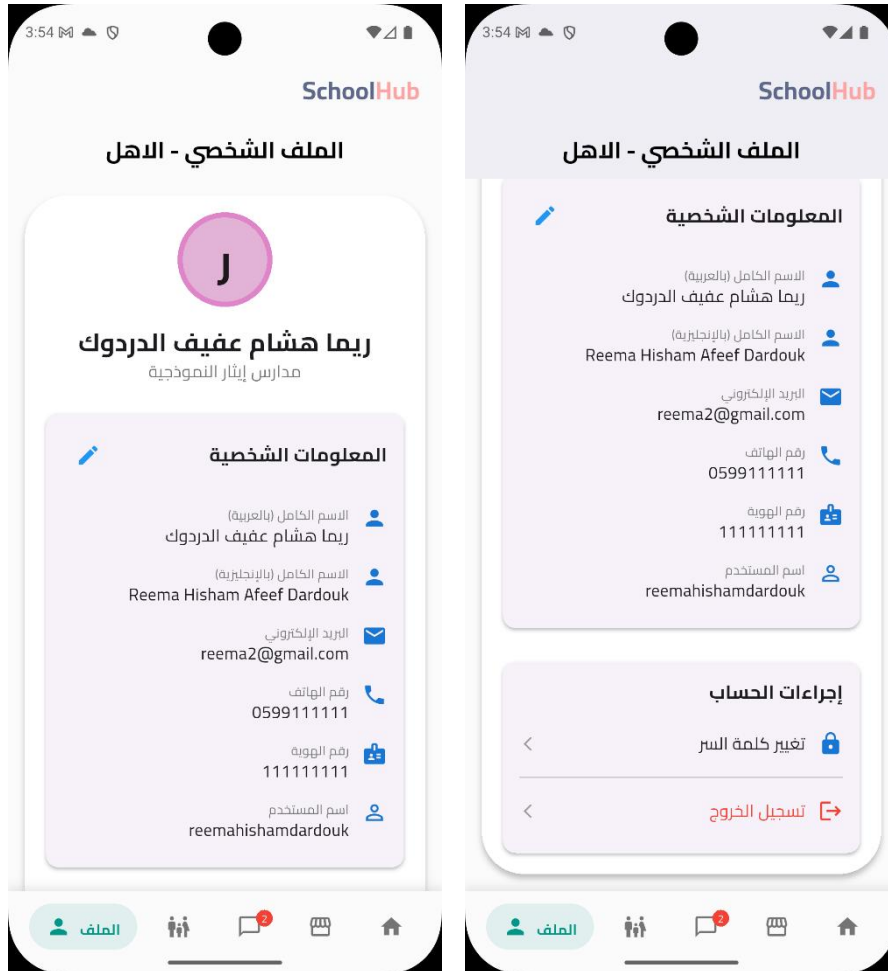 3:54
SchoolHub
الملف الشخصي - الاهل
ر
ريما هشام عفيف الدردوك
مدارس إيثار النموذجية
المعلومات الشخصية
الاسم الكامل (بالعربية)
ريما هشام عفيف الدردوك
الاسم الكامل (بالإنجليزية)
Reema Hisham Afeef Dardouk
البريد الإلكتروني
reema2@gmail.com
رقم الهاتف
0599111111
رقم الهوية
111111111
اسم المستخدم
reemahishamdardouk
2
الملف
3:54
SchoolHub
الملف الشخصي - الاهل
المعلومات الشخصية
الاسم الكامل (بالعربية)
ريما هشام عفيف الدردوك
الاسم الكامل (بالإنجليزية)
Reema Hisham Afeef Dardouk
البريد الإلكتروني
reema2@gmail.com
رقم الهاتف
0599111111
رقم الهوية
111111111
اسم المستخدم
reemahishamdardouk
إجراءات الحساب
تغيير كلمة السر
تسجيل الخروج
2
الملف